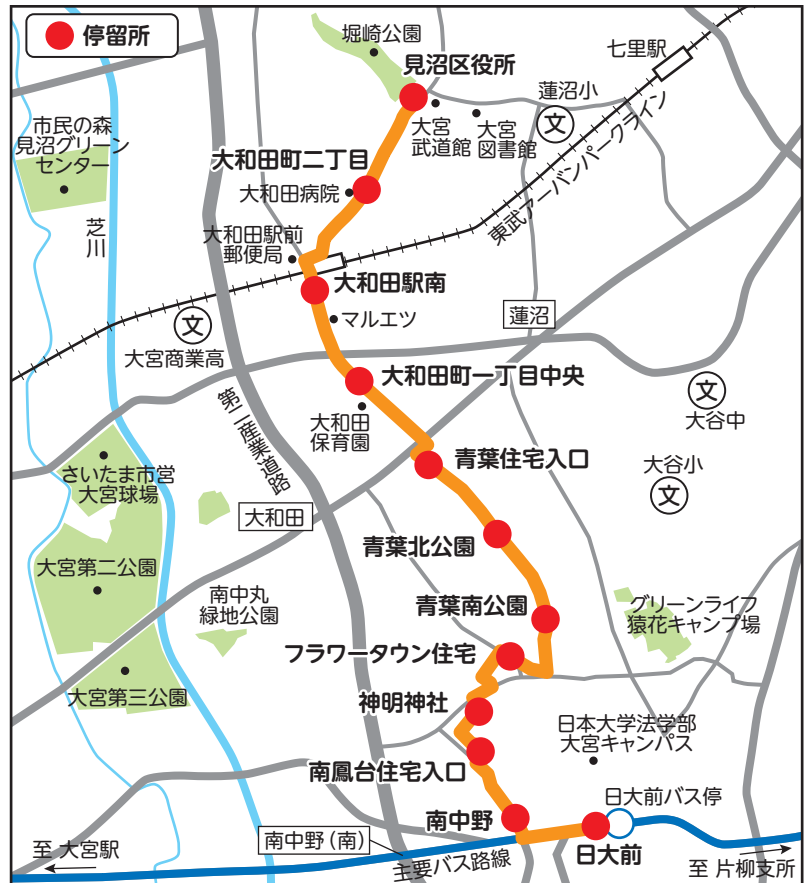 停留所
堀崎公園
見沼区役所
七里駅
蓮沼小
文
大宮
武道館
大宮
図書館
市民の森
見沼グリーン
センター
大和田町二丁目
大和田病院
東武アーバンパークライン
芝川
大和田駅前
郵便局
大和田駅南
マルエツ
蓮沼
文
大宮商業高
大和田町一丁目中央
文
大谷中
第二産業道路
大和田
保育園
さいたま市営
大宮球場
青葉住宅入口
大谷小
文
大和田
青葉北公園
大宮第二公園
南中丸
緑地公園
青葉南公園
グリーンライフ
猿花キャンプ場
フラワータウン住宅
大宮第三公園
神明神社
日本大学法学部
大宮キャンパス
南鳳台住宅入口
日大前バス停
南中野
南中野(南)
至 大宮駅
主要バス路線
日大前
至 片柳支所